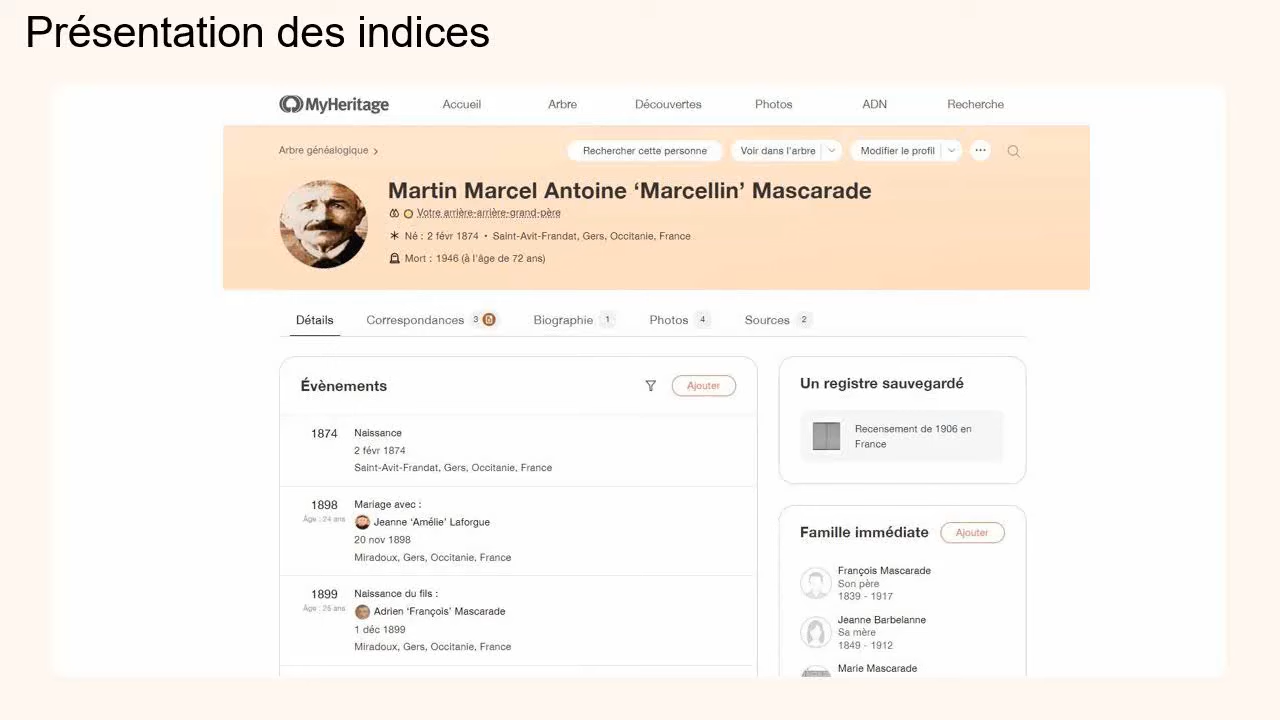 Présentation des indices
MyHeritage Accueil Arbre Découvertes Photos ADN Recherche
Arbre généalogique > Rechercher cette personne Voir dans l'arbre Modifier le profil ...
Martin Marcel Antoine ‘Marcellin’ Mascarade
Votre arrière-arrière-grand-père
Né : 2 févr 1874 • Saint-Avit-Frandat, Gers, Occitanie, France
Mort : 1946 (à l'âge de 72 ans)
Détails Correspondances 3 Biographie 1 Photos 4 Sources 2
Évènements Ajouter
1874 Naissance
2 févr 1874
Saint-Avit-Frandat, Gers, Occitanie, France
1898 Mariage avec :
Âge : 24 ans Jeanne ‘Amélie’ Laforgue
20 nov 1898
Miradoux, Gers, Occitanie, France
1899 Naissance du fils :
Âge : 25 ans Adrien ‘François’ Mascarade
1 déc 1899
Miradoux, Gers, Occitanie, France
Un registre sauvegardé
Recensement de 1906 en
France
Famille immédiate Ajouter
François Mascarade
Son père
1839 - 1917
Jeanne Barbelanne
Sa mère
1849 - 1912
Marie Mascarade